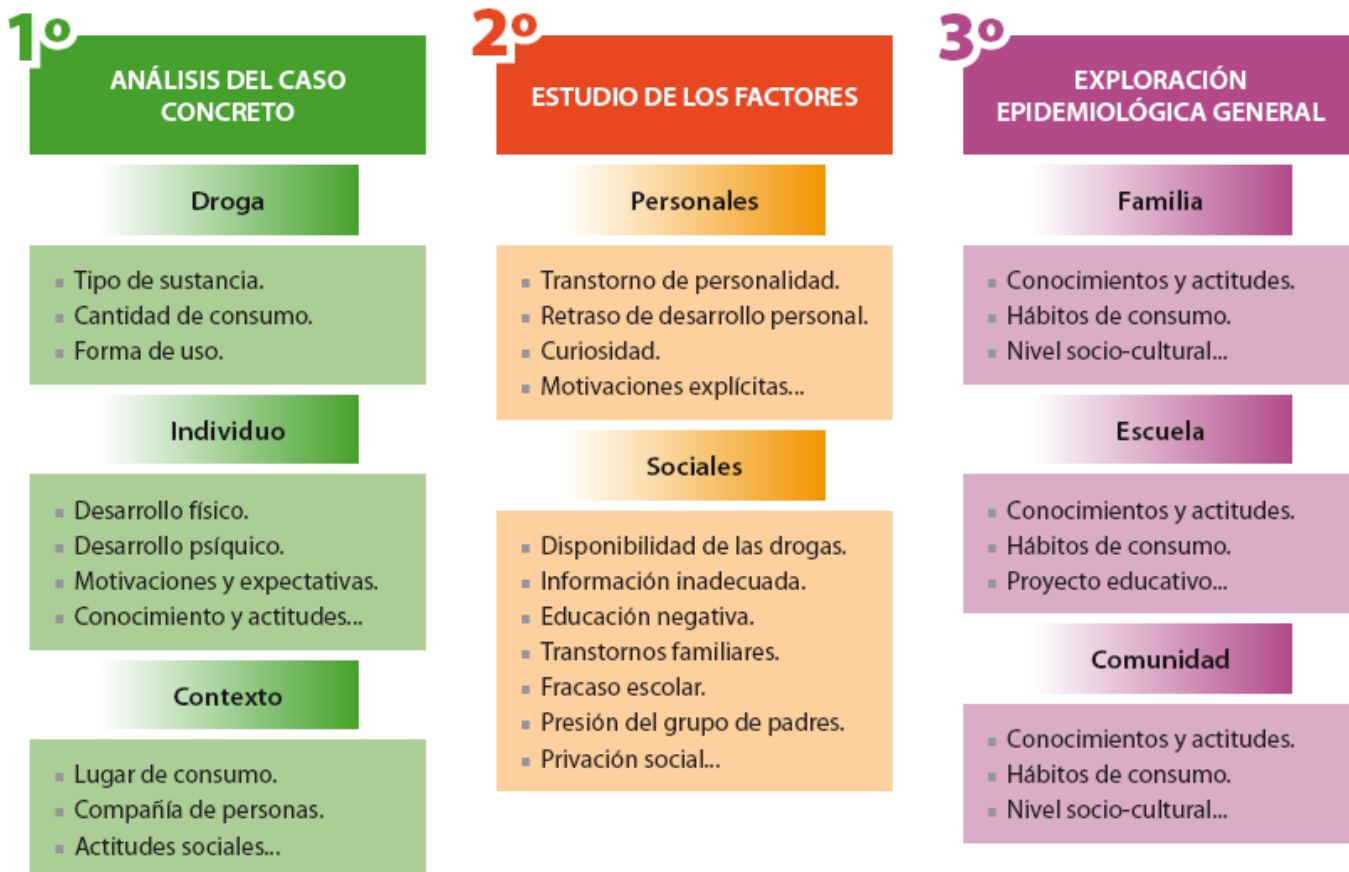 1º
ANÁLISIS DEL CASO
CONCRETO
Droga
▪ Tipo de sustancia.
▪ Cantidad de consumo.
▪ Forma de uso.
Individuo
▪ Desarrollo físico.
▪ Desarrollo psíquico.
▪ Motivaciones y expectativas.
▪ Conocimiento y actitudes...
Contexto
▪ Lugar de consumo.
▪ Compañía de personas.
▪ Actitudes sociales...
2º
ESTUDIO DE LOS FACTORES
Personales
▪ Transtorno de personalidad.
▪ Retraso de desarrollo personal.
▪ Curiosidad.
▪ Motivaciones explícitas...
Sociales
▪ Disponibilidad de las drogas.
▪ Información inadecuada.
▪ Educación negativa.
▪ Transtornos familiares.
▪ Fracaso escolar.
▪ Presión del grupo de padres.
▪ Privación social...
3º
EXPLORACIÓN
EPIDEMIOLÓGICA GENERAL
Familia
▪ Conocimientos y actitudes.
▪ Hábitos de consumo.
▪ Nivel socio-cultural...
Escuela
▪ Conocimientos y actitudes.
▪ Hábitos de consumo.
▪ Proyecto educativo...
Comunidad
▪ Conocimientos y actitudes.
▪ Hábitos de consumo.
▪ Nivel socio-cultural...